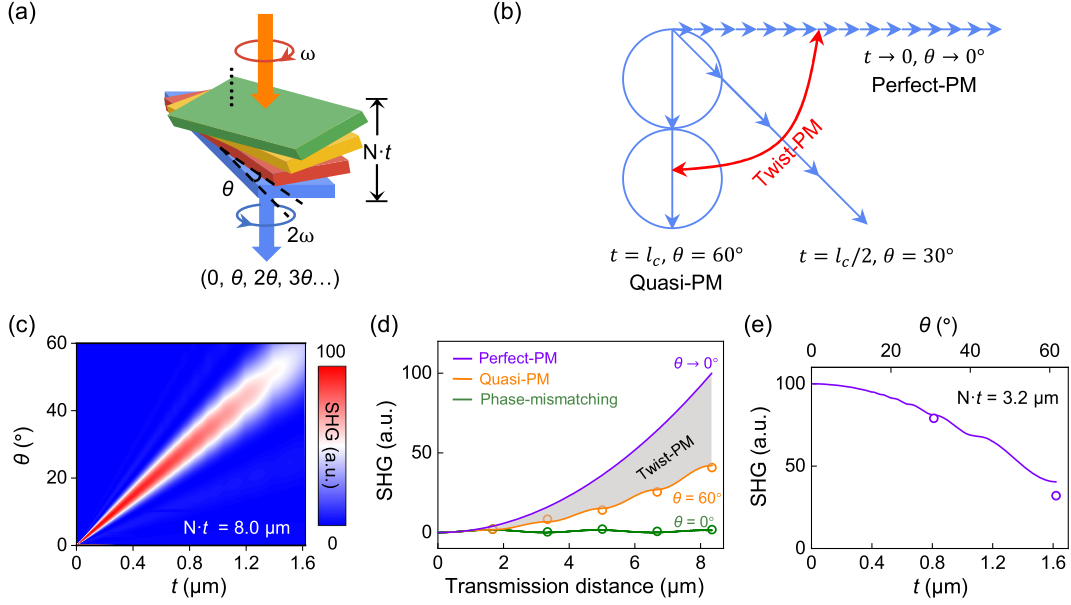 (a)
ω
N·t
θ
2ω
(0, θ, 2θ, 3θ…)
(b)
t → 0, θ → 0°
Perfect-PM
Twist-PM
t = l_c, θ = 60°
Quasi-PM
t = l_c/2, θ = 30°
(c)
60
40
20
0
θ (°)
0
0.4
0.8
1.2
1.6
t (μm)
N·t = 8.0 μm
100
SHG (a.u.)
0
(d)
Perfect-PM
Quasi-PM
Phase-mismatching
θ → 0°
Twist-PM
θ = 60°
θ = 0°
100
50
0
SHG (a.u.)
0
2
4
6
8
Transmission distance (μm)
(e)
θ (°)
0
20
40
60
N·t = 3.2 μm
100
50
0
SHG (a.u.)
0.0
0.4
0.8
1.2
1.6
t (μm)